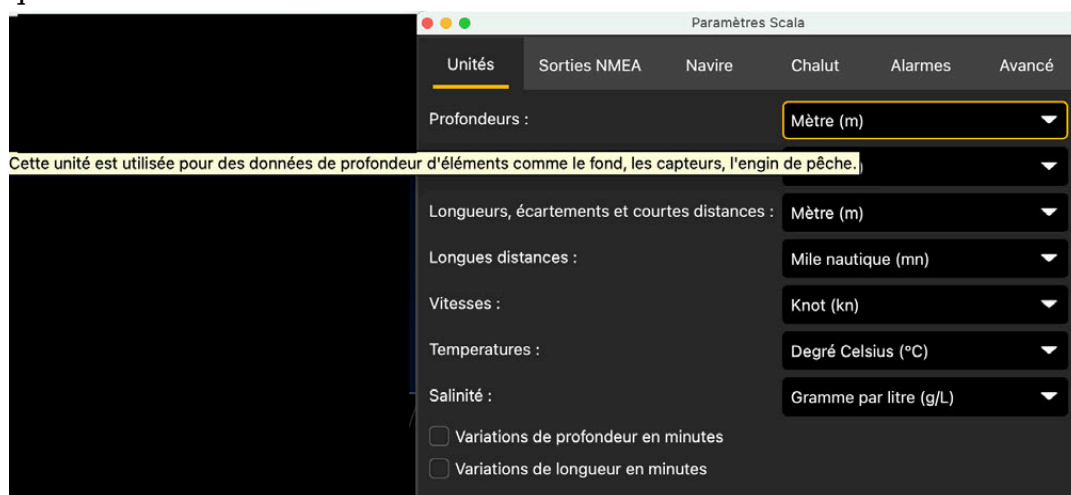 Paramètres Scala
Unités Sorties NMEA Navire Chalut Alarmes Avancé
Profondeurs : Mètre (m)
Cette unité est utilisée pour des données de profondeur d'éléments comme le fond, les capteurs, l'engin de pêche.
Longueurs, écartements et courtes distances : Mètre (m)
Longues distances : Mile nautique (mn)
Vitesses : Knot (kn)
Temperatures : Degré Celsius (°C)
Salinité : Gramme par litre (g/L)
Variations de profondeur en minutes
Variations de longueur en minutes